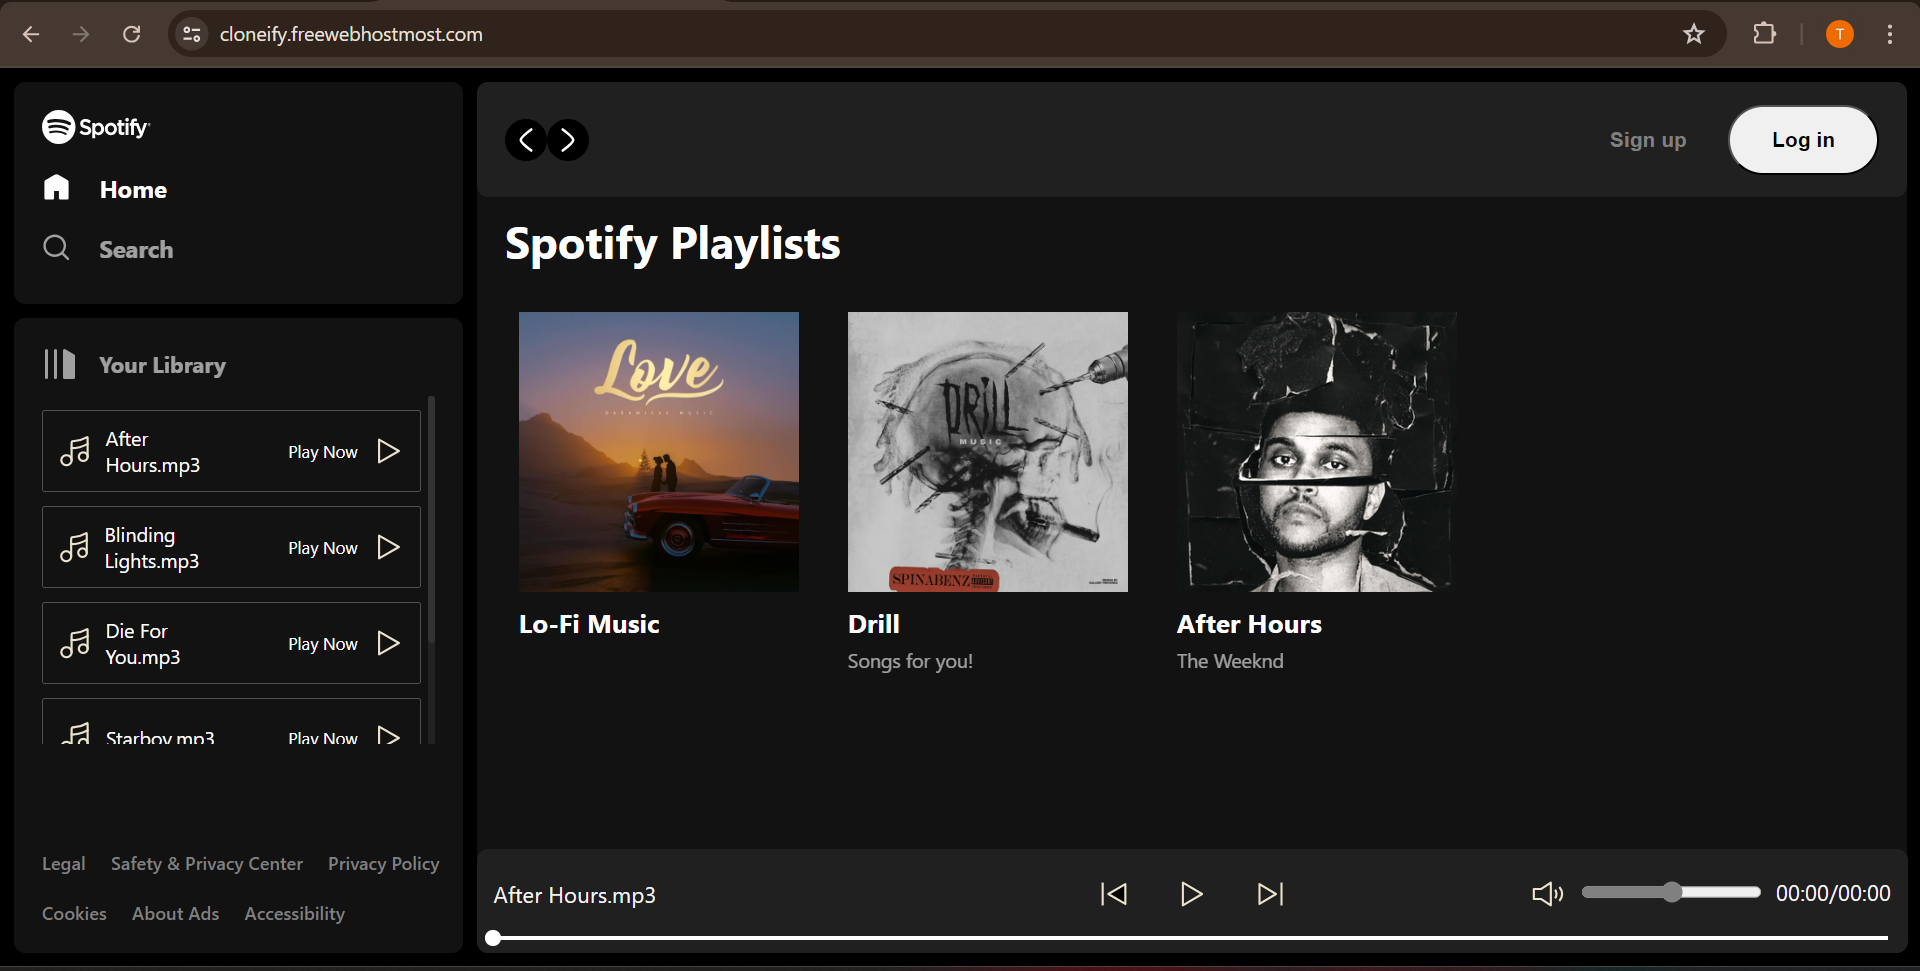 cloneify.freewebhostmost.com
T
Spotify
Home
Search
Your Library
After
Hours.mp3
Play Now
Blinding
Lights.mp3
Play Now
Die For
You.mp3
Play Now
Starboy.mp3
Play Now
Legal Safety & Privacy Center Privacy Policy
Cookies About Ads Accessibility
Sign up
Log in
Spotify Playlists
Love
Lo-Fi Music
DRILL
MUSIC
SPINABENZ
Drill
Songs for you!
After Hours
The Weeknd
After Hours.mp3
00:00/00:00